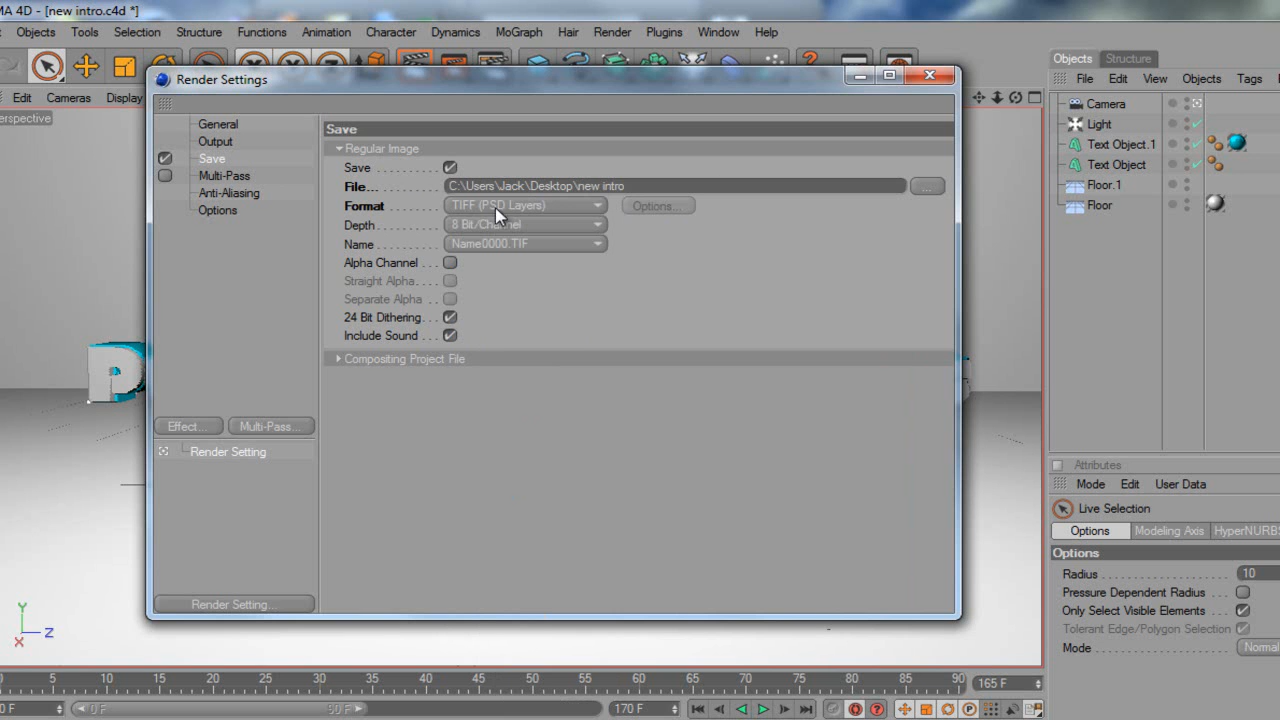 MA 4D - [new intro.c4d *]
Objects Tools Selection Structure Functions Animation Character Dynamics MoGraph Hair Render Plugins Window Help
Edit Cameras Display
erspective
Render Settings
General
Output
Save
Multi-Pass
Anti-Aliasing
Options
Effect... Multi-Pass...
Render Setting
Render Setting...
Save
Regular Image
Save
File... C:\Users\Jack\Desktop\new intro ...
Format TIFF (PSD Layers) Options...
Depth 8 Bit/Channel
Name Name0000.TIF
Alpha Channel
Straight Alpha
Separate Alpha
24 Bit Dithering
Include Sound
Compositing Project File
P
Y
Z
X
Objects Structure
File Edit View Objects Tags
Camera
Light
Text Object.1
Text Object
Floor.1
Floor
Attributes
Mode Edit User Data
Live Selection
Options Modeling Axis HyperNURBS
Options
Radius 10
Pressure Dependent Radius
Only Select Visible Elements
Tolerant Edge/Polygon Selection
Mode Normal
5 10 15 20 25 30 35 40 45 50 55 60 65 70 75 80 85 90 165 F
0 F 0 F 90 F 170 F